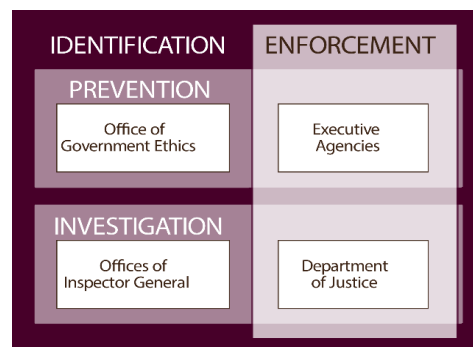 IDENTIFICATION
ENFORCEMENT
PREVENTION
Office of
Government Ethics
Executive
Agencies
INVESTIGATION
Offices of
Inspector General
Department
of Justice